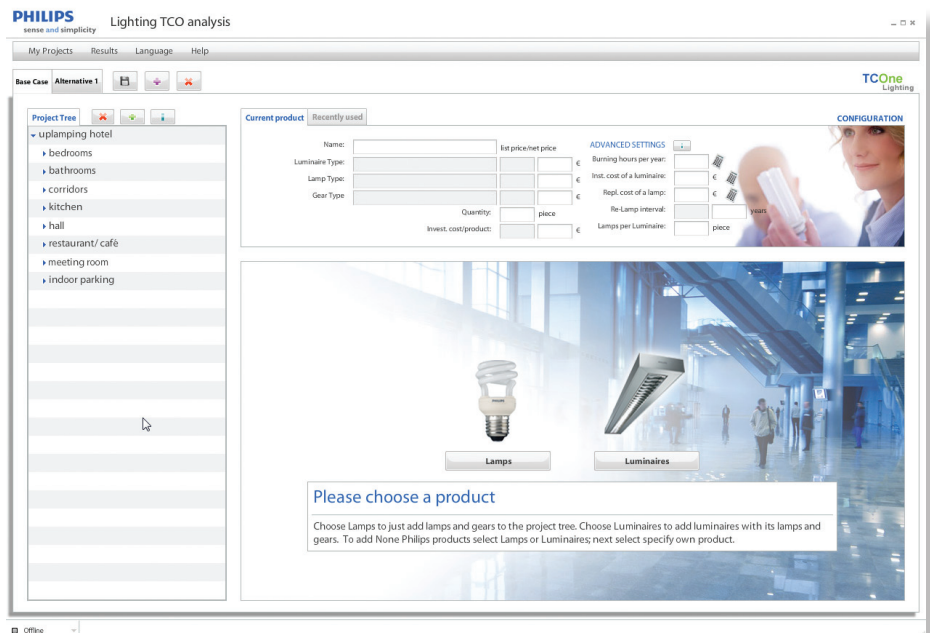 PHILIPS
sense and simplicity
Lighting TCO analysis
My Projects Results Language Help
Base Case Alternative 1
TCOne
Lighting
Project Tree
Current product Recently used
CONFIGURATION
uplamping hotel
bedrooms
bathrooms
corridors
kitchen
hall
restaurant/ cafè
meeting room
indoor parking
Name: list price/net price
Luminaire Type: €
Lamp Type: €
Gear Type €
Quantity: piece
Invest. cost/product: €
ADVANCED SETTINGS i
Burning hours per year:
Inst. cost of a luminaire: €
Repl. cost of a lamp: €
Re-Lamp interval: years
Lamps per Luminaire: piece
PHILIPS
Lamps Luminaires
Please choose a product
Choose Lamps to just add lamps and gears to the project tree. Choose Luminaires to add luminaires with its lamps and
gears. To add None Philips products select Lamps or Luminaires; next select specify own product.
Offline